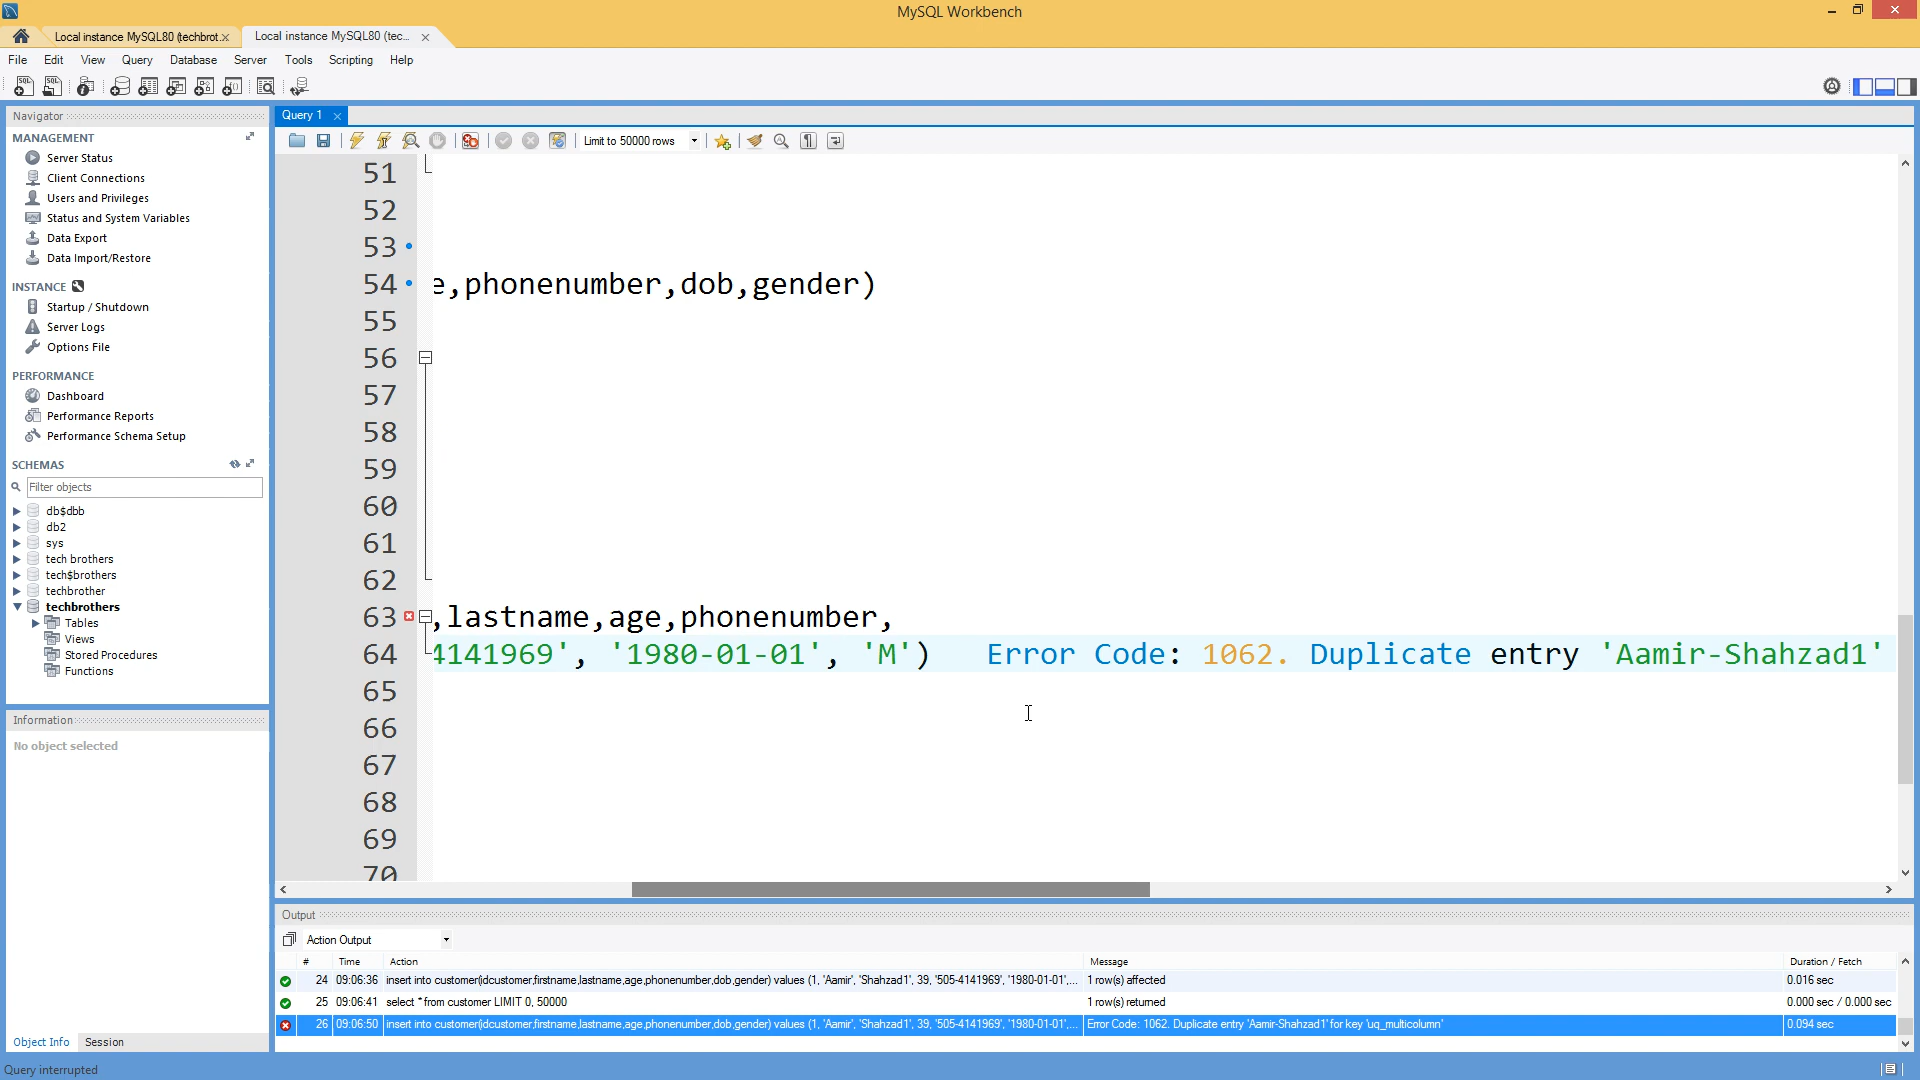 MySQL Workbench
Local instance MySQL80 (techbrot. x
Local instance MySQL80 (tec... x
File Edit View Query Database Server Tools Scripting Help
Navigator
MANAGEMENT
Server Status
Client Connections
Users and Privileges
Status and System Variables
Data Export
Data Import/Restore
INSTANCE
Startup / Shutdown
Server Logs
Options File
PERFORMANCE
Dashboard
Performance Reports
Performance Schema Setup
SCHEMAS
Filter objects
db$dbb
db2
sys
tech brothers
tech$brothers
techbrother
techbrothers
Tables
Views
Stored Procedures
Functions
Information
No object selected
Object Info Session
Query interrupted
Query 1 x
Limit to 50000 rows
51
52
53
54 e,phonenumber,dob,gender)
55
56
57
58
59
60
61
62
63 ,lastname,age,phonenumber,
64 4141969', '1980-01-01', 'M') Error Code: 1062. Duplicate entry 'Aamir-Shahzad1'
65
66
67
68
69
70
Output
Action Output
# Time Action Message Duration / Fetch
24 09:06:36 insert into customer(idcustomer,firstname,lastname,age,phonenumber,dob,gender) values (1, 'Aamir', 'Shahzad1', 39, '505-4141969', '1980-01-01',... 1 row(s) affected 0.016 sec
25 09:06:41 select * from customer LIMIT 0, 50000 1 row(s) returned 0.000 sec / 0.000 sec
26 09:06:50 insert into customer(idcustomer,firstname,lastname,age,phonenumber,dob,gender) values (1, 'Aamir', 'Shahzad1', 39, '505-4141969', '1980-01-01',... Error Code: 1062. Duplicate entry 'Aamir-Shahzad1' for key 'uq_multicolumn' 0.094 sec